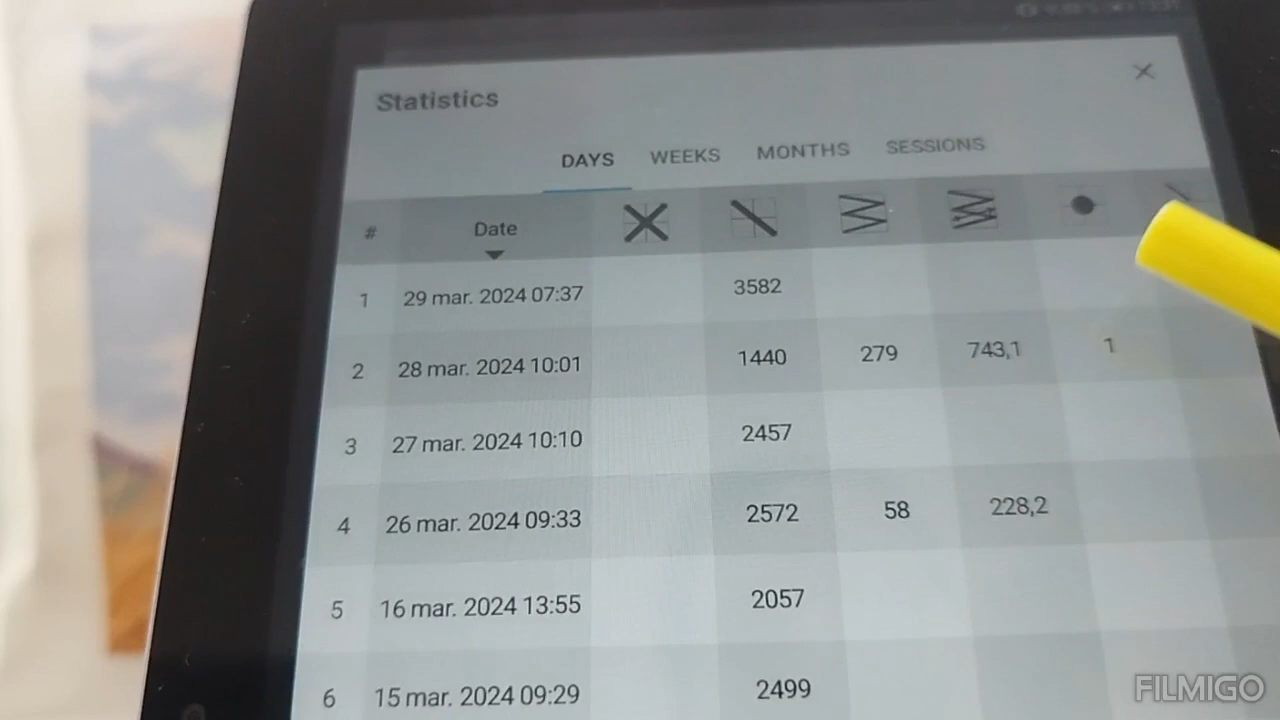 Statistics
DAYS WEEKS MONTHS SESSIONS
# Date
1 29 mar. 2024 07:37 3582
2 28 mar. 2024 10:01 1440 279 743,1 1
3 27 mar. 2024 10:10 2457
4 26 mar. 2024 09:33 2572 58 228,2
5 16 mar. 2024 13:55 2057
6 15 mar. 2024 09:29 2499
FILMIGO